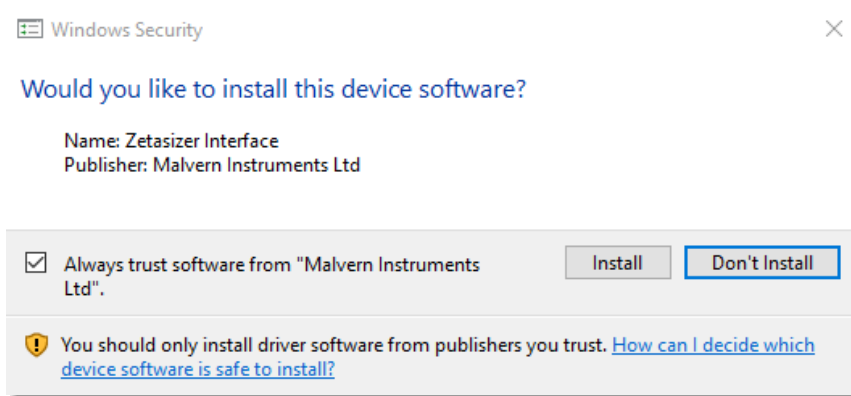 Windows Security
Would you like to install this device software?
Name: Zetasizer Interface
Publisher: Malvern Instruments Ltd
Always trust software from "Malvern Instruments
Ltd".
Install
Don't Install
You should only install driver software from publishers you trust. How can I decide which
device software is safe to install?